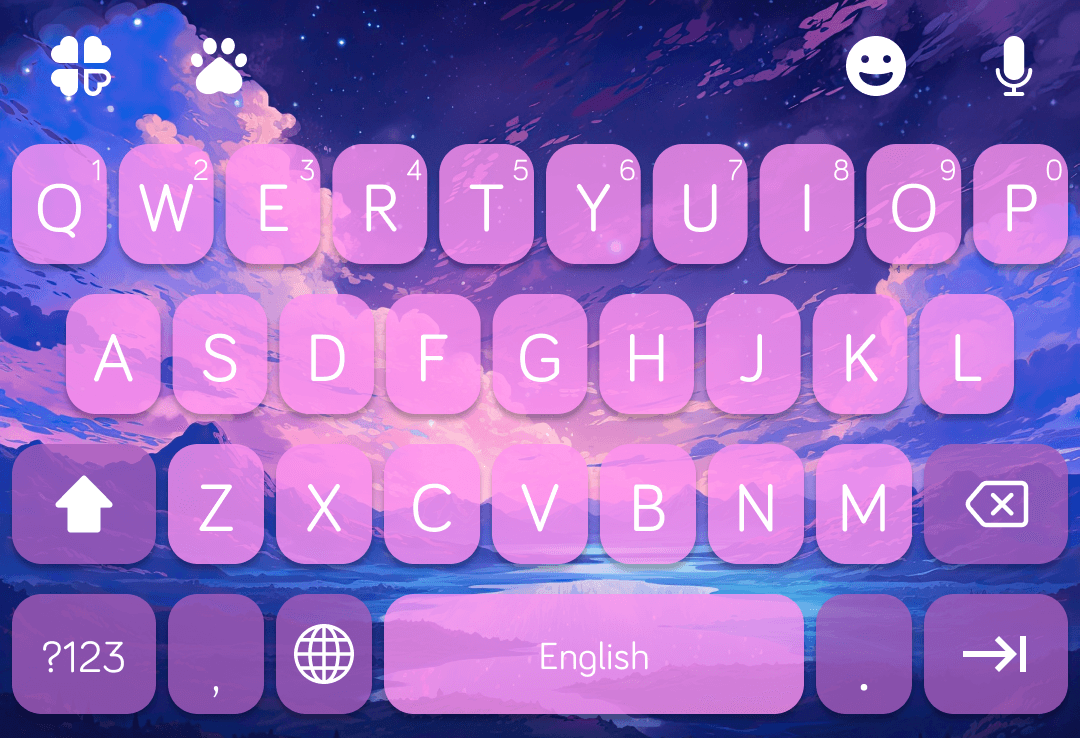 1 2 3 4 5 6 7 8 9 0
Q W E R T Y U I O P
A S D F G H J K L
Z X C V B N M
?123 , English .